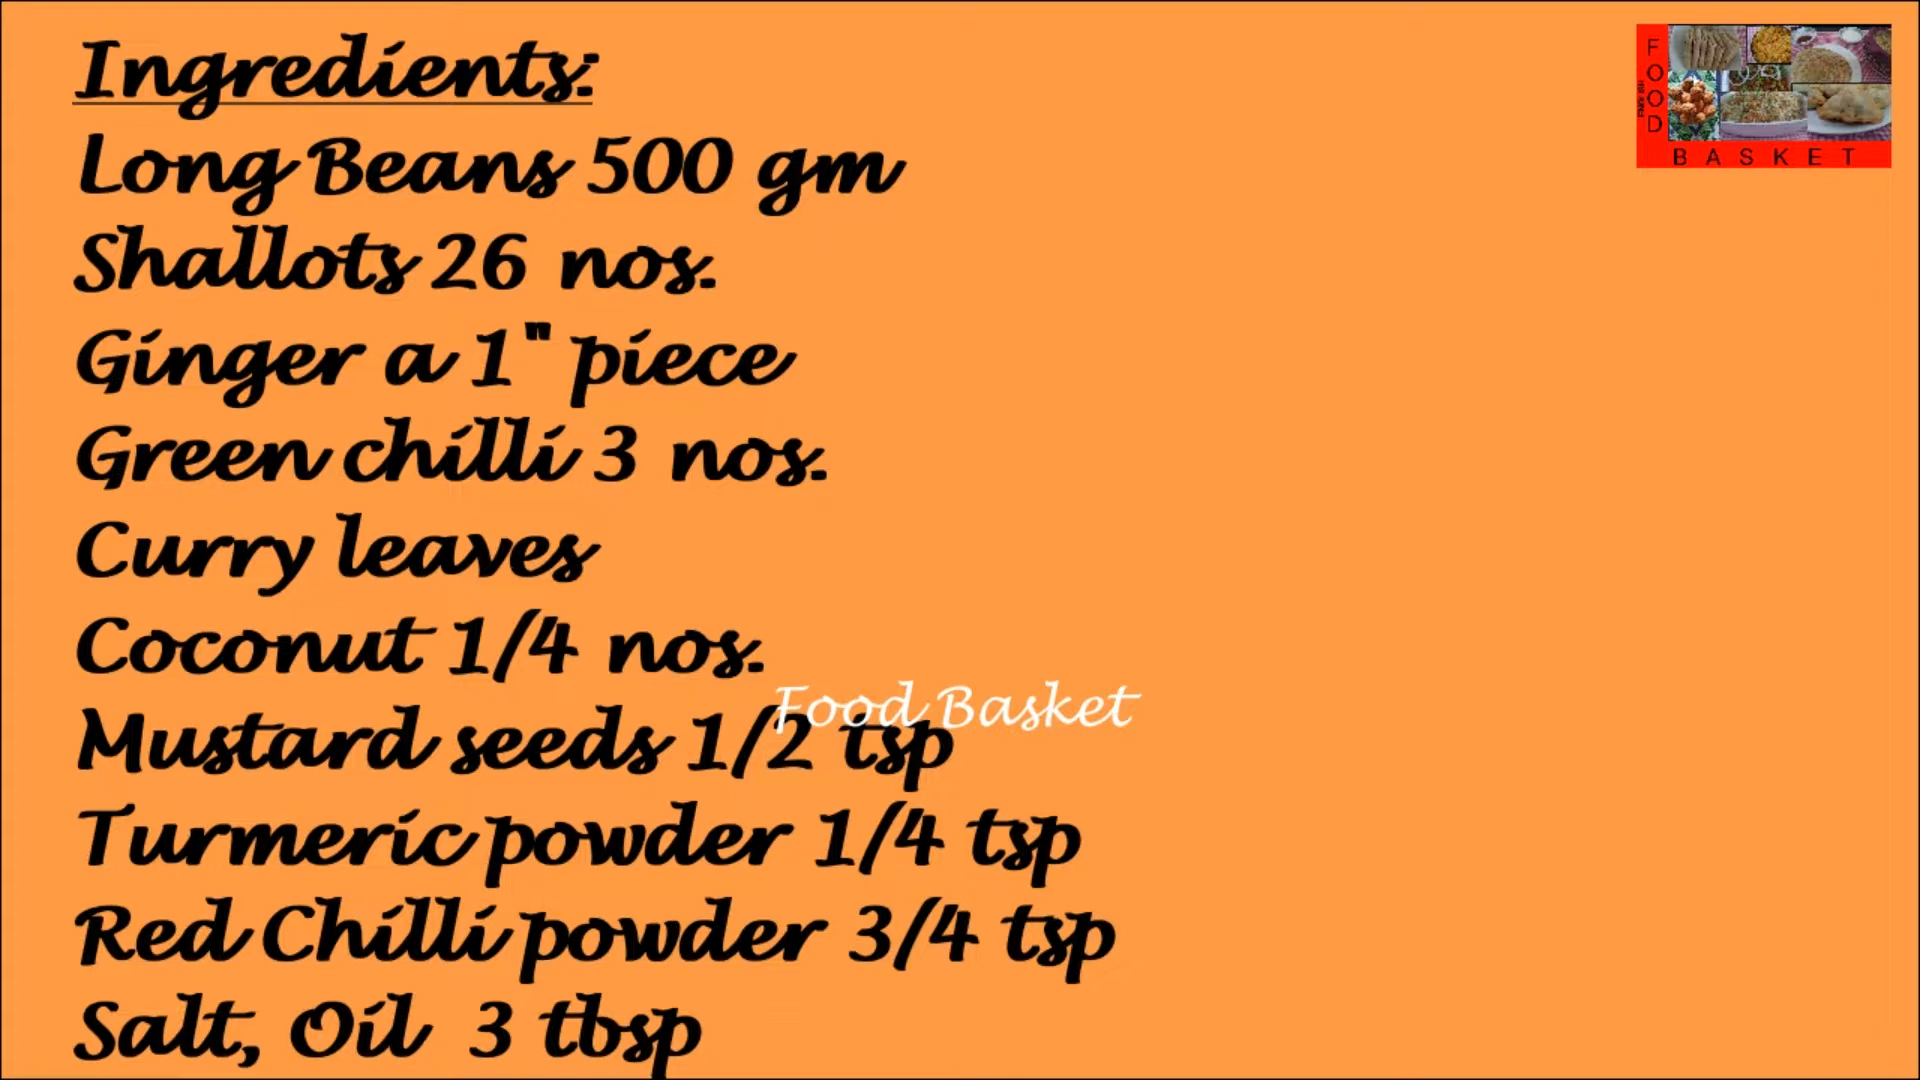 Ingredients:
Long Beans 500 gm
Shallots 26 nos.
Ginger a 1" piece
Green chilli 3 nos.
Curry leaves
Coconut 1/4 nos.
Food Basket
Mustard seeds 1/2 tsp
Turmeric powder 1/4 tsp
Red Chilli powder 3/4 tsp
Salt, Oil 3 tbsp
FOOD
BASKET